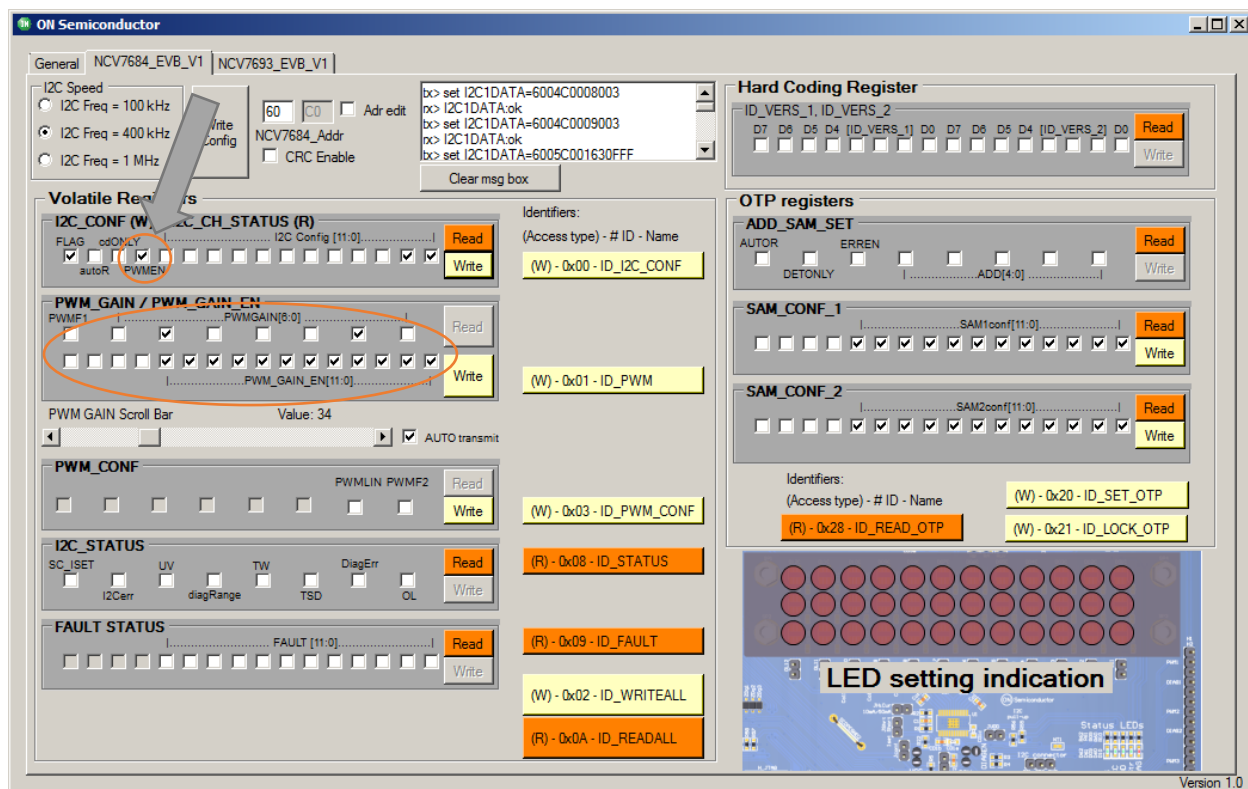 ON Semiconductor
General NCV7684_EVB_V1 NCV7693_EVB_V1
I2C Speed
I2C Freq = 100 kHz
I2C Freq = 400 kHz
I2C Freq = 1 MHz
Config
60 C0 Adr edit
NCV7684_Addr
CRC Enable
tx> set I2C1DATA=6004C0008003
rx> I2C1DATA:ok
tx> set I2C1DATA=6004C0009003
rx> I2C1DATA:ok
tx> set I2C1DATA=6005C001630FFF
Clear msg box
Hard Coding Register
ID_VERS_1, ID_VERS_2
D7 D6 D5 D4 [ID_VERS_1] D0 D7 D6 D5 D4 [ID_VERS_2] D0 Read
Write
Volatile
I2C_CONF (W) CH_STATUS (R)
FLAG cdONLY |.......................... I2C Config [11:0].......................| Read
autoR PWMEN Write
PWM_GAIN / PWM_GAIN_EN
PWMF1 |........................PWMGAIN[6:0] ........................|
Read
|..................PWM_GAIN_EN[11:0]....................| Write
PWM GAIN Scroll Bar Value: 34
AUTO transmit
PWM_CONF
PWMLIN PWMF2 Read
Write
I2C_STATUS
SC_ISET UV TW DiagErr Read
I2Cerr diagRange TSD OL Write
FAULT STATUS
|......................... FAULT [11:0].......................| Read
Write
Identifiers:
(Access type) - # ID - Name
(W) - 0x00 - ID_I2C_CONF
(W) - 0x01 - ID_PWM
(W) - 0x03 - ID_PWM_CONF
(R) - 0x08 - ID_STATUS
(R) - 0x09 - ID_FAULT
(W) - 0x02 - ID_WRITEALL
(R) - 0x0A - ID_READALL
OTP registers
ADD_SAM_SET
AUTOR ERREN Read
DETONLY |..................ADD[4:0] ...................| Write
SAM_CONF_1
|........................SAM1conf[11:0].....................| Read
Write
SAM_CONF_2
|.......................SAM2conf[11:0].....................| Read
Write
Identifiers:
(Access type) - # ID - Name (W) - 0x20 - ID_SET_OTP
(R) - 0x28 - ID_READ_OTP (W) - 0x21 - ID_LOCK_OTP
LED setting indication
ON Semiconductor
Status LEDs
I2C connector
Version 1.0